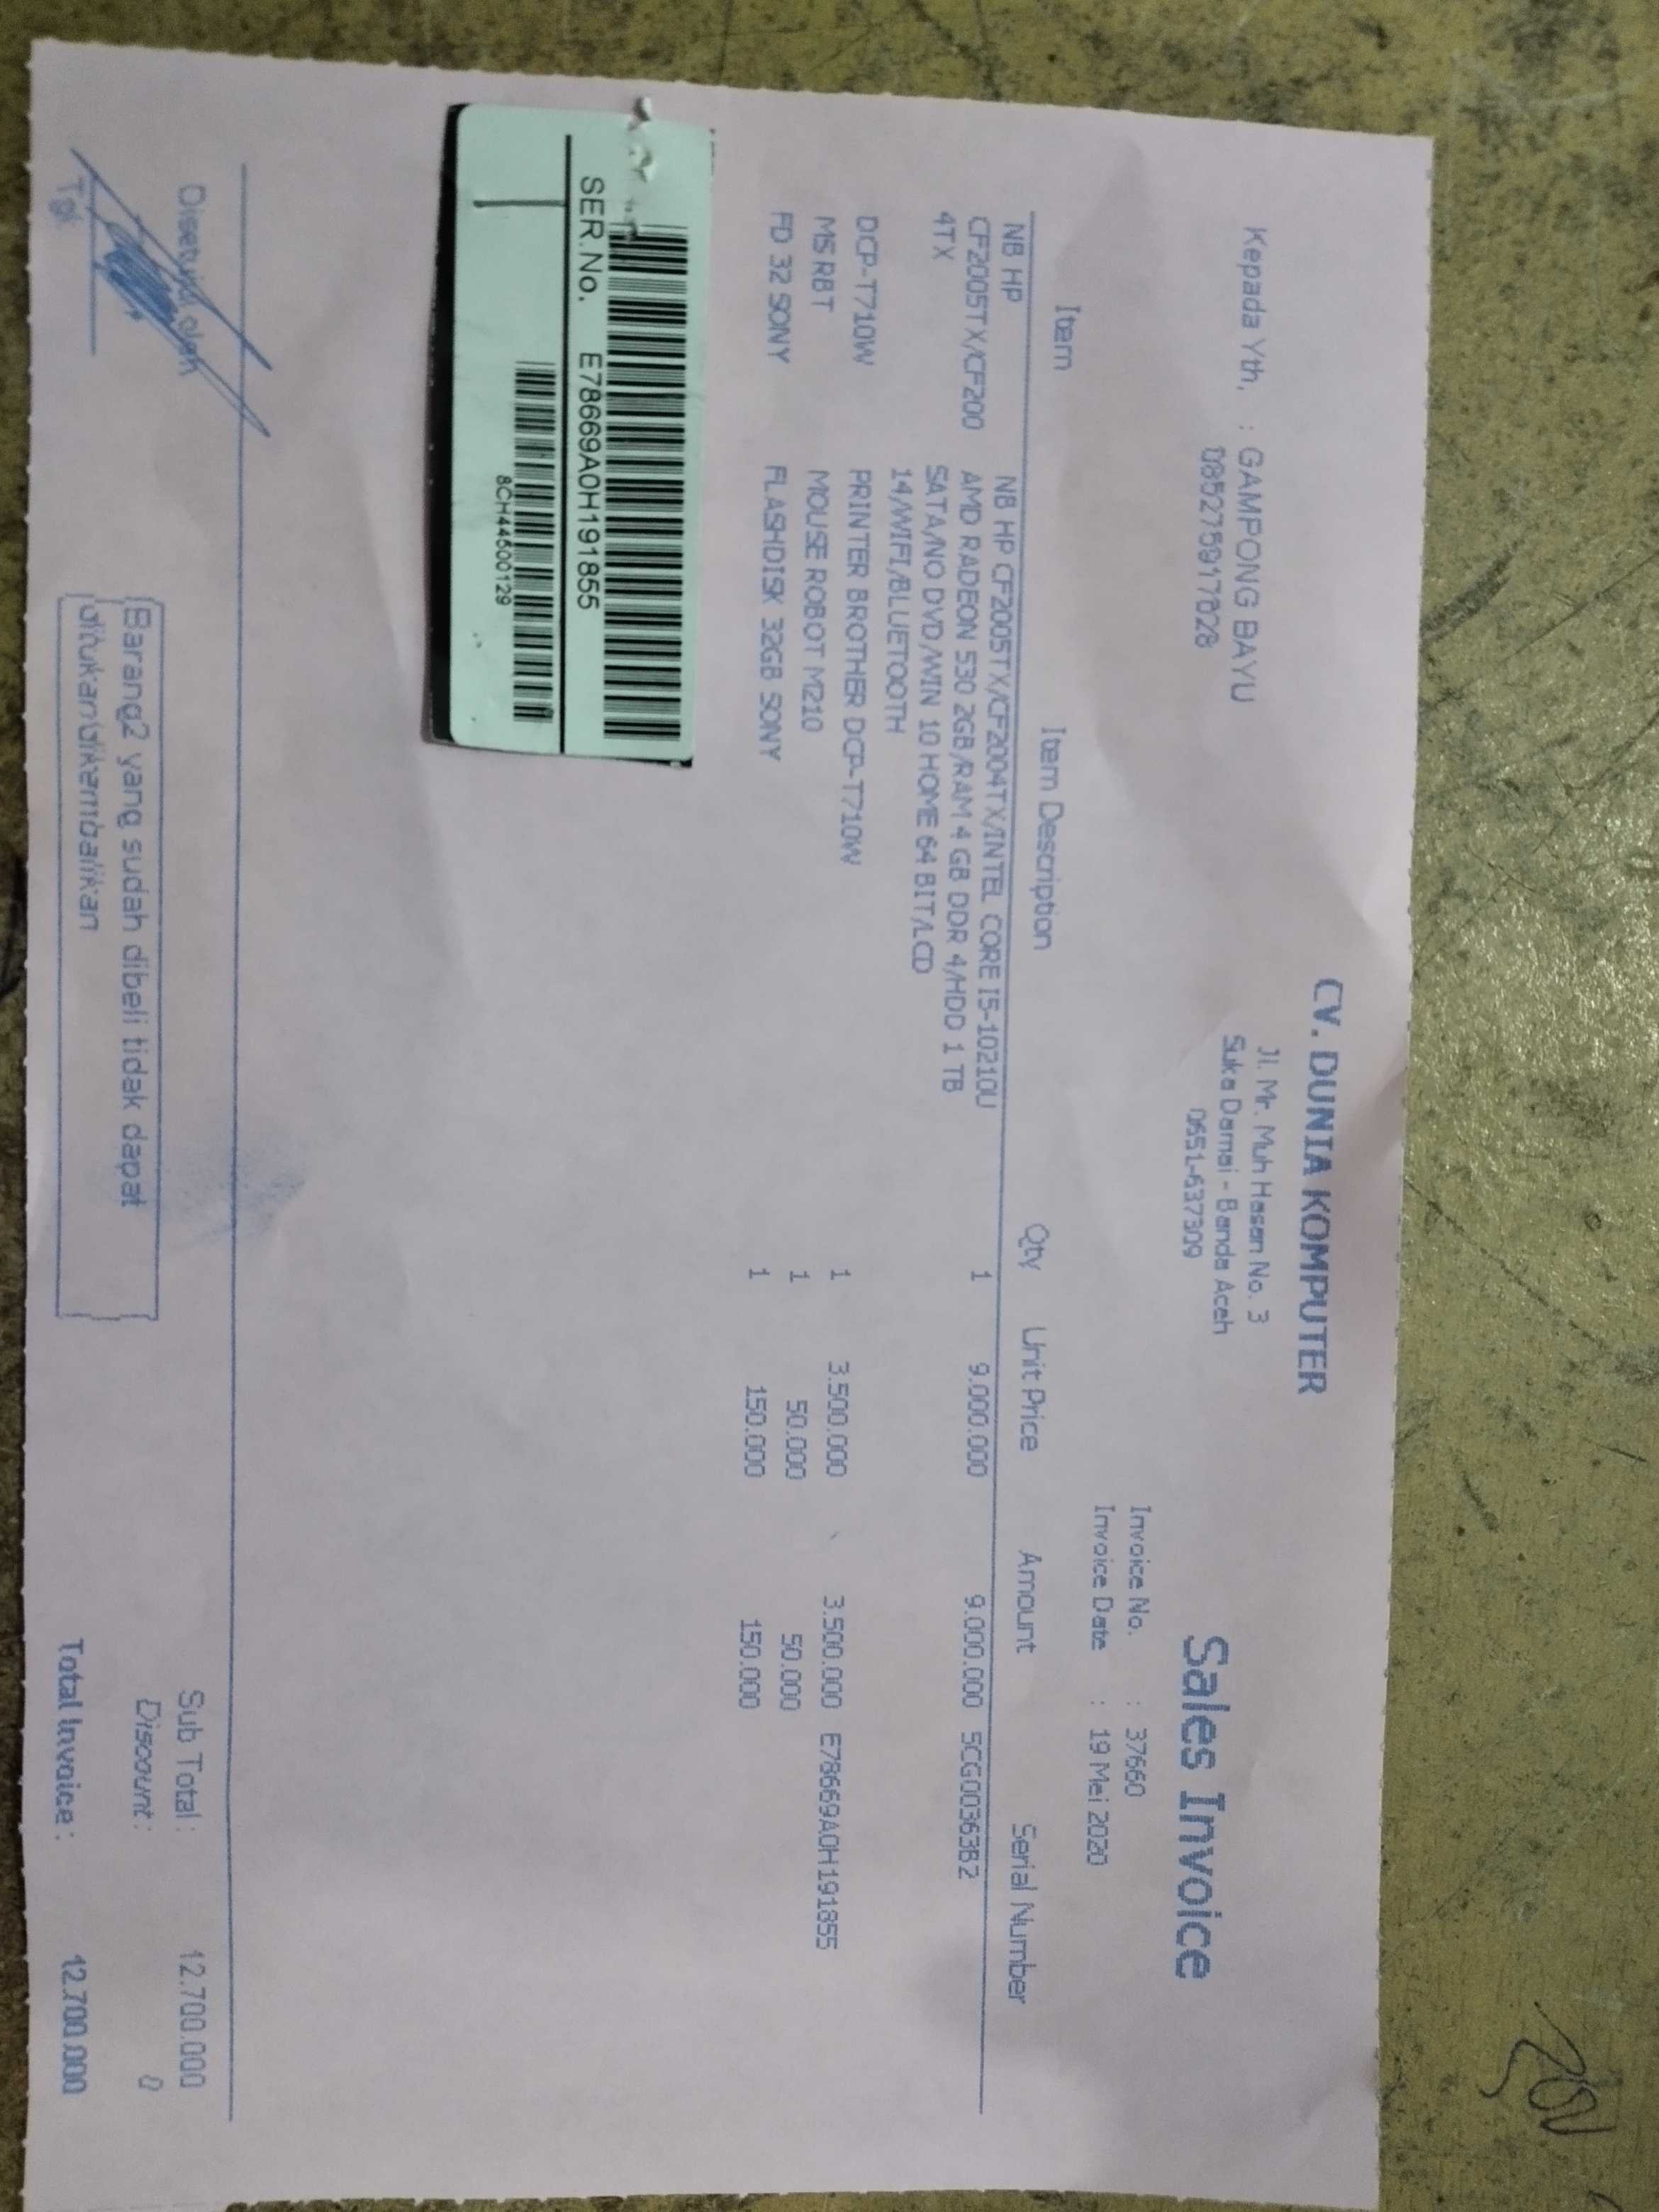 CV. DUNIA KOMPUTER
Jl. Mr. Muh Hasan No. 3
Suka Damai - Banda Aceh
0651-637309
Sales Invoice
Kepada Yth, : GAMPONG BAYU
085275917828
Invoice No. : 37660
Invoice Date : 19 Mei 2020
Item Item Description Qty Unit Price Amount Serial Number
NB HP NB HP CF2005TX/CF2004TX/INTEL CORE I5-10210U 1 9.000.000 9.000.000 5CG00363B2
CF2005TX/CF200 AMD RADEON 530 2GB/RAM 4 GB DDR 4/HDD 1 TB
4TX SATA/NO DVD/WIN 10 HOME 64 BIT/LCD
14/WIFI/BLUETOOTH
DCP-T710W PRINTER BROTHER DCP-T710W 1 3.500.000 3.500.000 E78669A0H191855
MS RBT MOUSE ROBOT M210 1 50.000 50.000
FD 32 SONY FLASHDISK 32GB SONY 1 150.000 150.000
SER.No. E78669A0H191855
8CH44500129
Disetujui oleh
Tgl.
Barang2 yang sudah dibeli tidak dapat
ditukar/dikembalikan
Sub Total : 12.700.000
Discount : 0
Total Invoice : 12.700.000